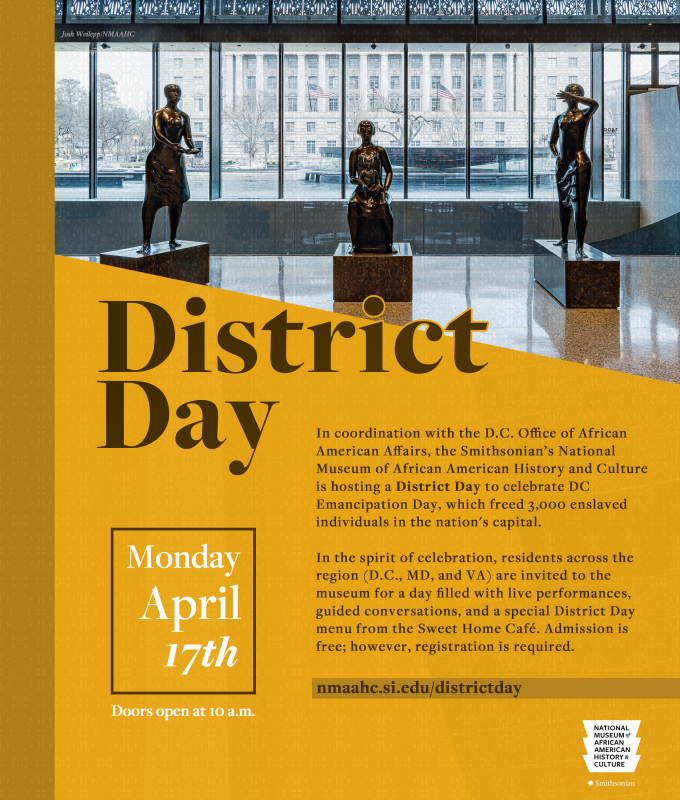 Josh Weilepp/NMAAHC
District
Day
In coordination with the D.C. Office of African
American Affairs, the Smithsonian's National
Museum of African American History and Culture
is hosting a District Day to celebrate DC
Emancipation Day, which freed 3,000 enslaved
individuals in the nation's capital.
In the spirit of celebration, residents across the
region (D.C., MD, and VA) are invited to the
museum for a day filled with live performances,
guided conversations, and a special District Day
menu from the Sweet Home Café. Admission is
free; however, registration is required.
Monday
April
17th
Doors open at 10 a.m.
nmaahc.si.edu/districtday
NATIONAL
MUSEUM of
AFRICAN
AMERICAN
HISTORY &
CULTURE
Smithsonian